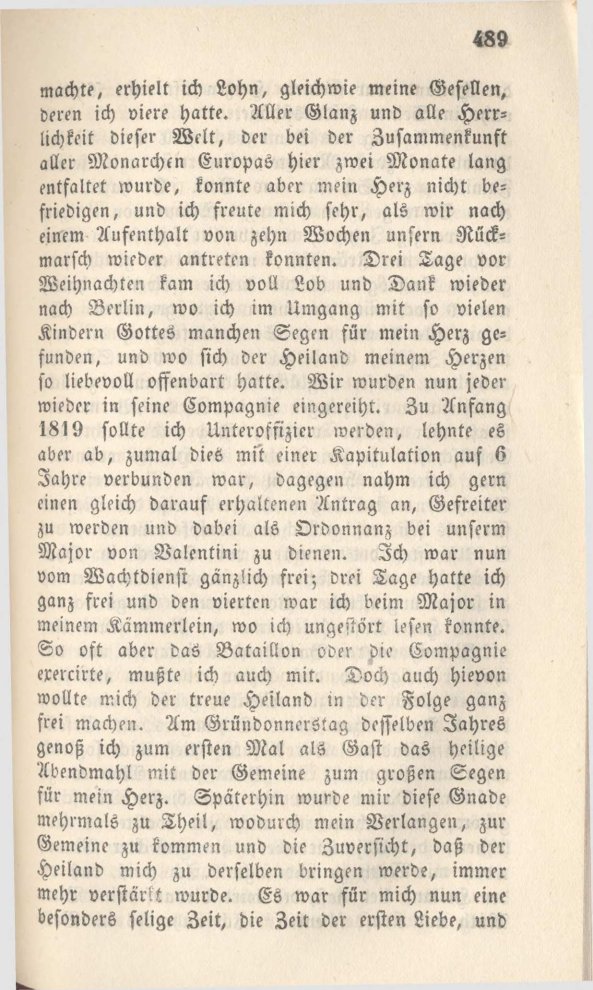 489
machte, erhielt ich Lohn, gleichwie meine Gesellen,
deren ich viere hatte. Aller Glanz und alle Herr=
lichkeit dieser Welt, der bei der Zusammenkunft
aller Monarchen Europas hier zwei Monate lang
entfaltet wurde, konnte aber mein Herz nicht be=
friedigen, und ich freute mich sehr, als wir nach
einem Aufenthalt von zehn Wochen unsern Rück=
marsch wieder antreten konnten. Drei Tage vor
Weihnachten kam ich voll Lob und Dank wieder
nach Berlin, wo ich im Umgang mit so vielen
Kindern Gottes manchen Segen für mein Herz ge=
funden, und wo sich der Heiland meinem Herzen
so liebevoll offenbart hatte. Wir wurden nun jeder
wieder in seine Compagnie eingereiht. Zu Anfang
1819 sollte ich Unteroffizier werden, lehnte es
aber ab, zumal dies mit einer Kapitulation auf 6
Jahre verbunden war, dagegen nahm ich gern
einen gleich darauf erhaltenen Antrag an, Gefreiter
zu werden und dabei als Ordonnanz bei unserm
Major von Valentini zu dienen. Ich war nun
vom Wachtdienst gänzlich frei; drei Tage hatte ich
ganz frei und den vierten war ich beim Major in
meinem Kämmerlein, wo ich ungestört lesen konnte.
So oft aber das Bataillon oder die Compagnie
exercirte, mußte ich auch mit. Doch auch hievon
wollte mich der treue Heiland in der Folge ganz
frei machen. Am Gründonnerstag desselben Jahres
genoß ich zum ersten Mal als Gast das heilige
Abendmahl mit der Gemeine zum großen Segen
für mein Herz. Späterhin wurde mir diese Gnade
mehrmals zu Theil, wodurch mein Verlangen, zur
Gemeine zu kommen und die Zuversicht, daß der
Heiland mich zu derselben bringen werde, immer
mehr verstärkt wurde. Es war für mich nun eine
besonders selige Zeit, die Zeit der ersten Liebe, und